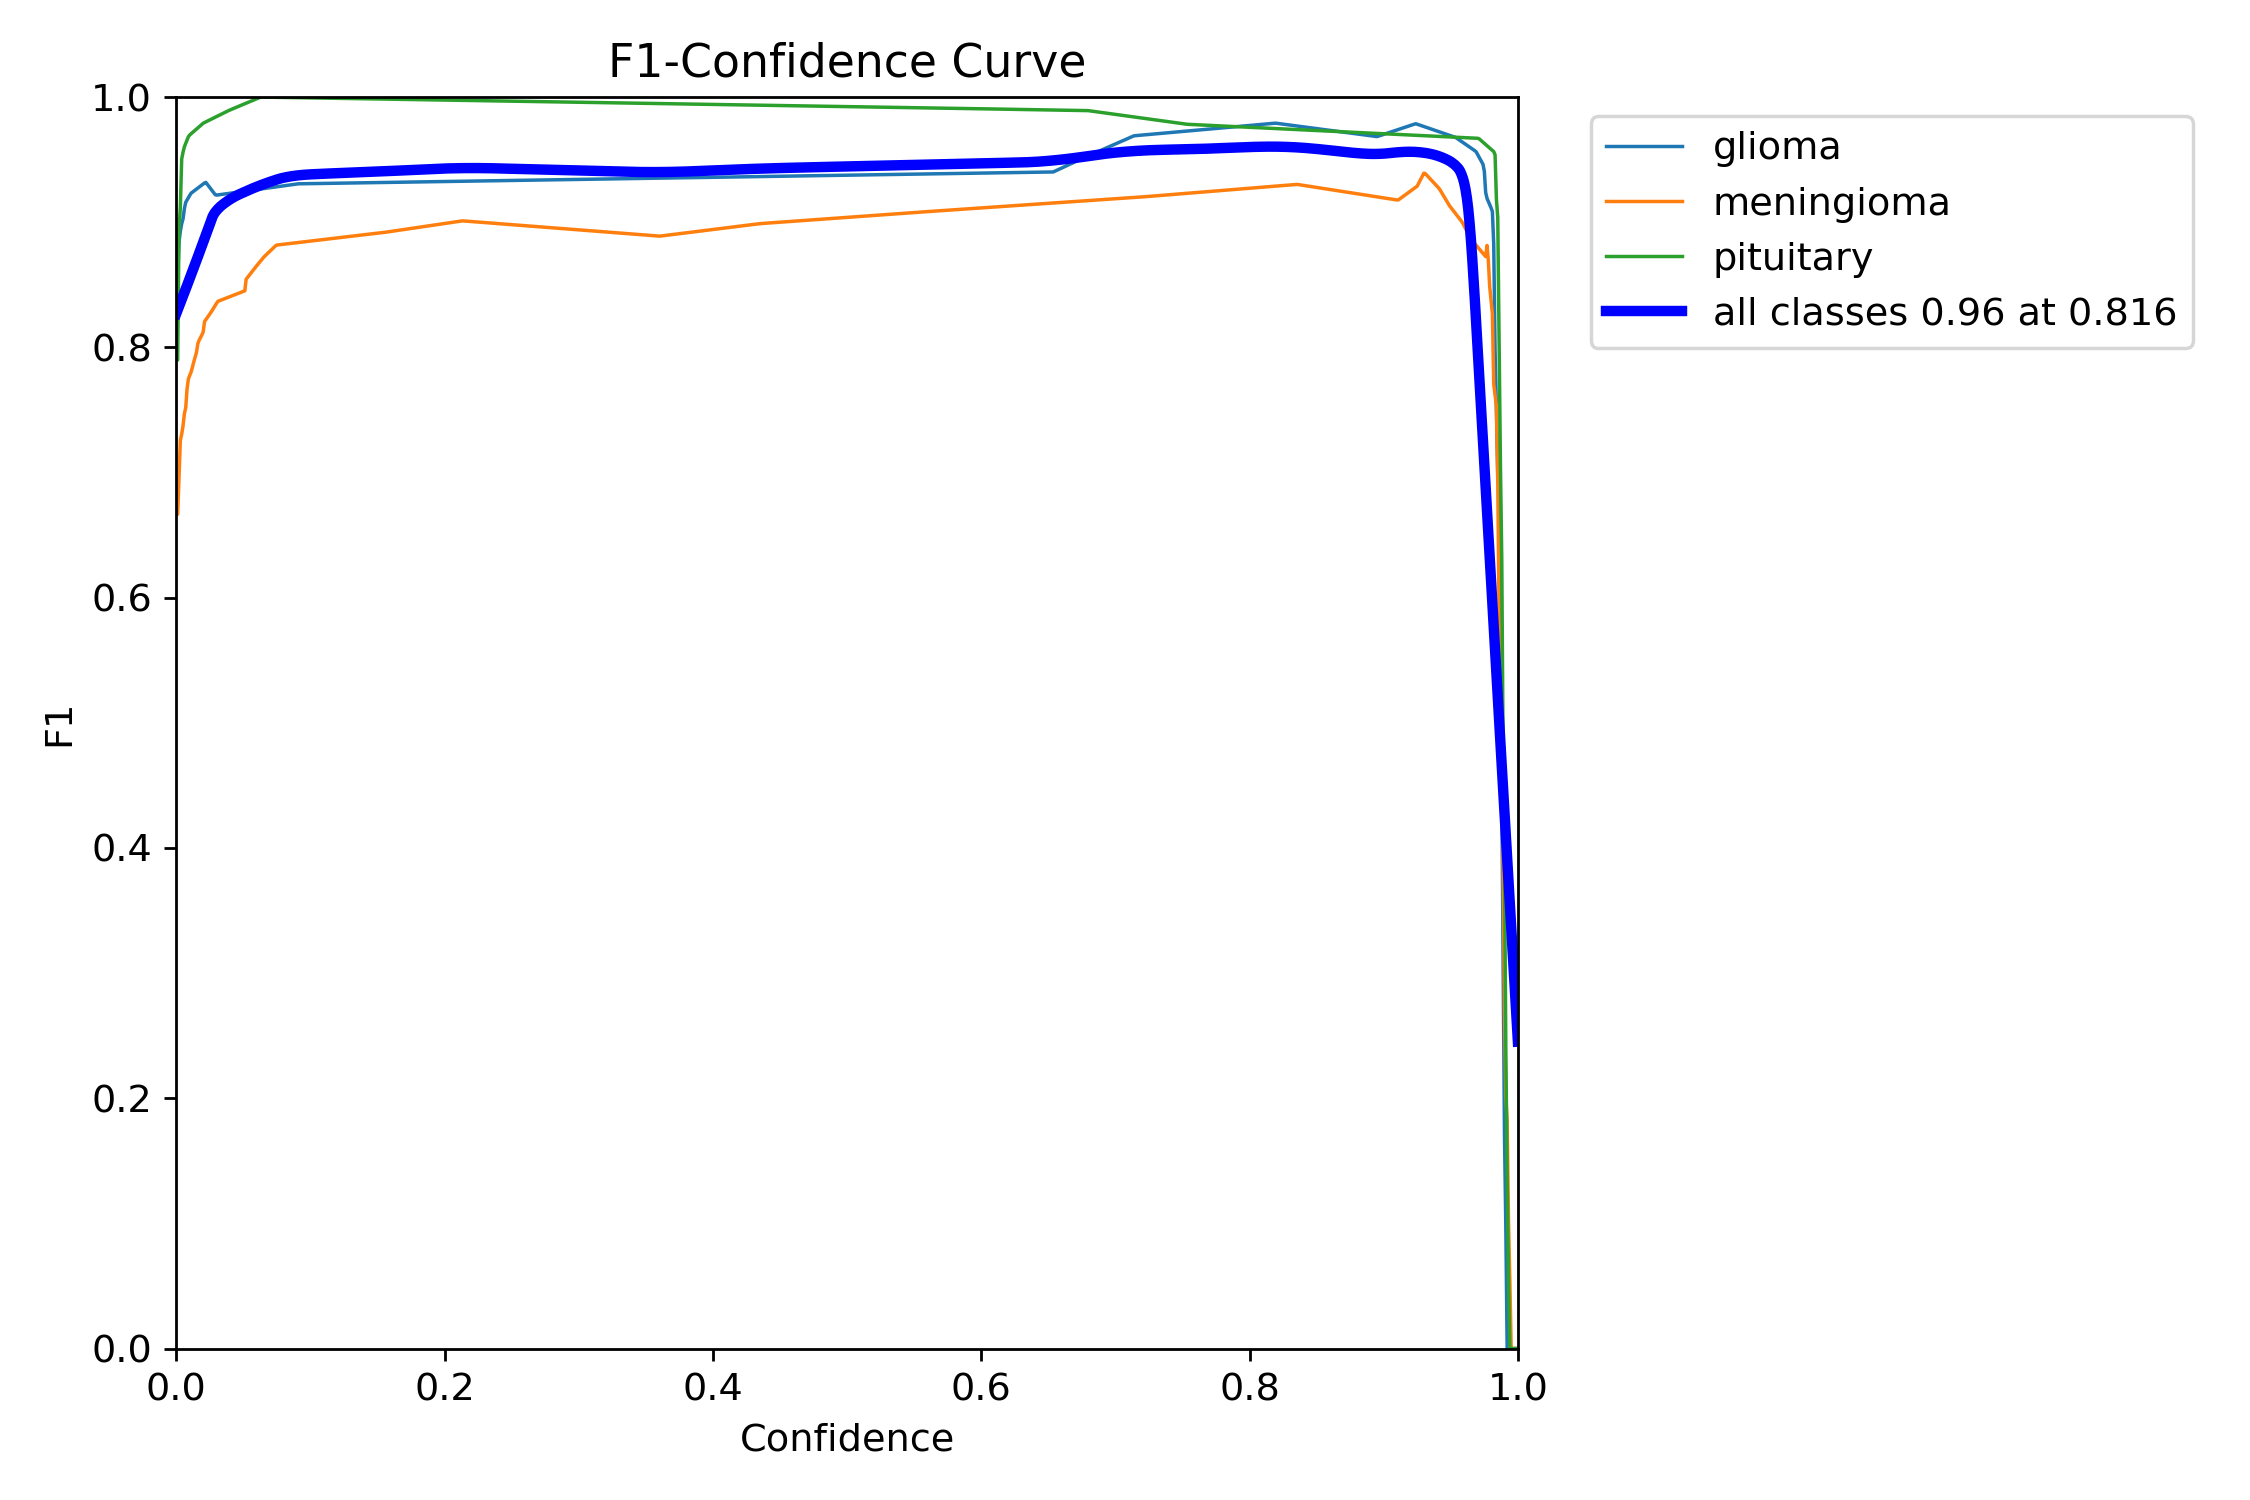 F1-Confidence Curve
1.0
0.8
0.6
0.4
0.2
0.0
F1
0.0 0.2 0.4 0.6 0.8 1.0
Confidence
glioma
meningioma
pituitary
all classes 0.96 at 0.816